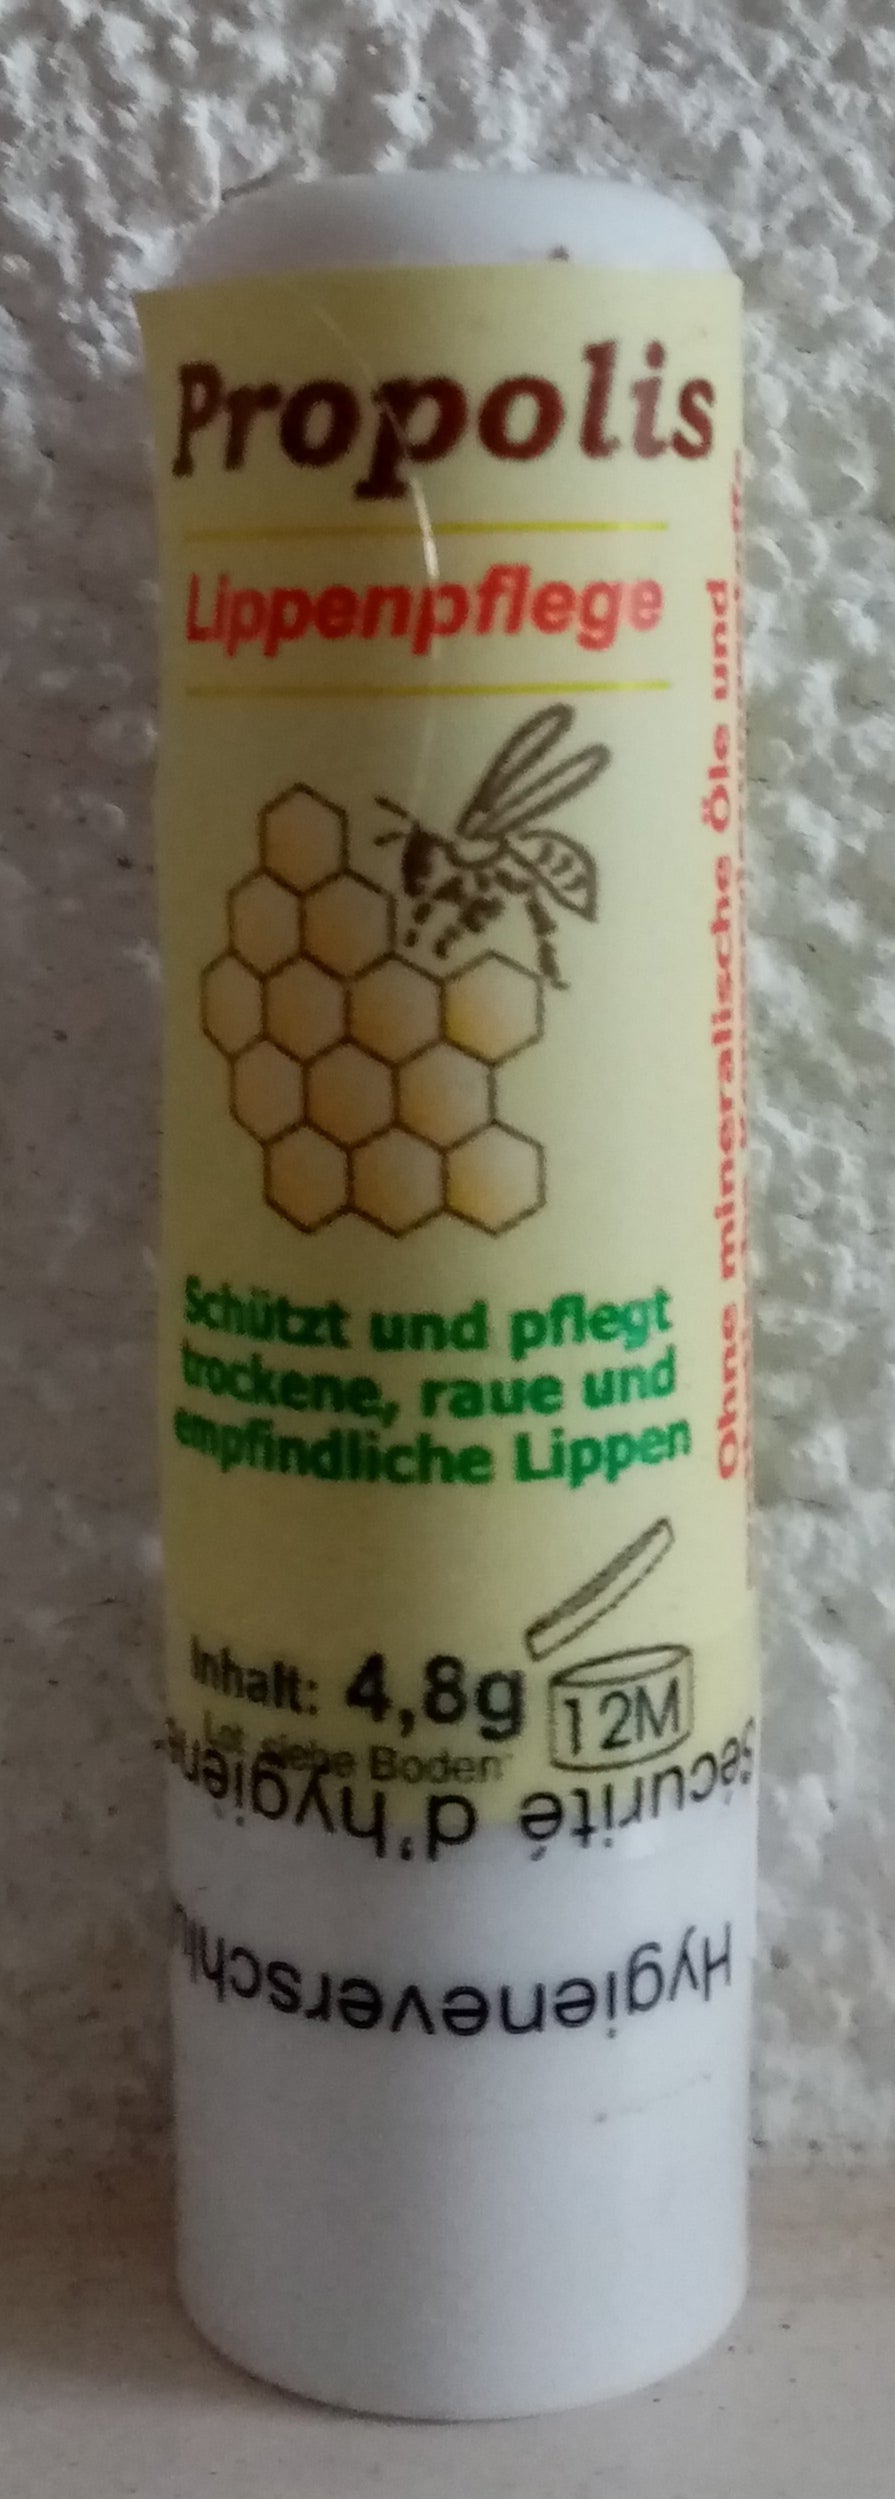 Propolis
Lippenpflege
Schützt und pflegt
trockene, raue und
empfindliche Lippen
Inhalt: 4,8g
12M
Lot siehe Boden
Ohne mineralische Öle und
Sécurité d'hygiène